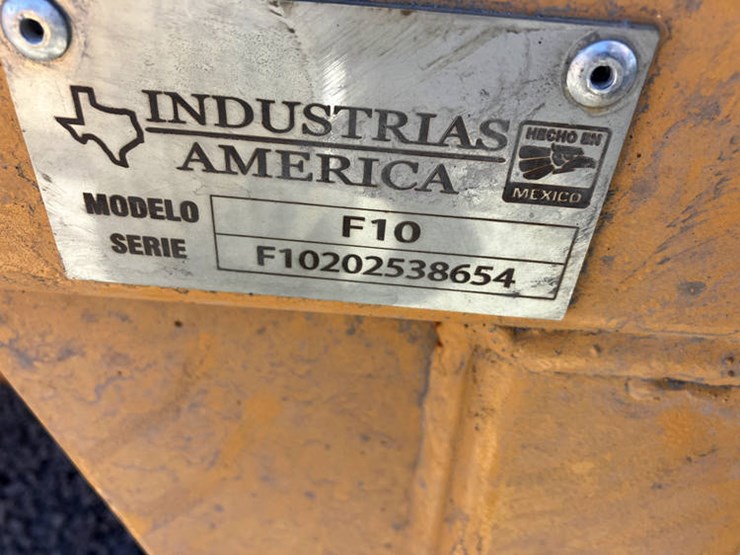 INDUSTRIAS
AMERICA
HECHO EN
MEXICO
MODELO F10
SERIE F10202538654